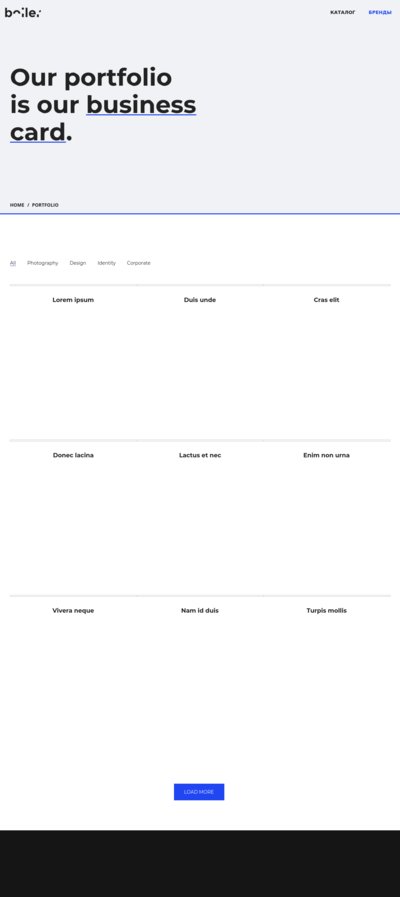 boiler
КАТАЛОГ БРЕНДЫ
Our portfolio
is our business
card.
HOME / PORTFOLIO
All Photography Design Identity Corporate
Lorem ipsum Duis unde Cras elit
Donec lacina Lactus et nec Enim non urna
Vivera neque Nam id duis Turpis mollis
LOAD MORE